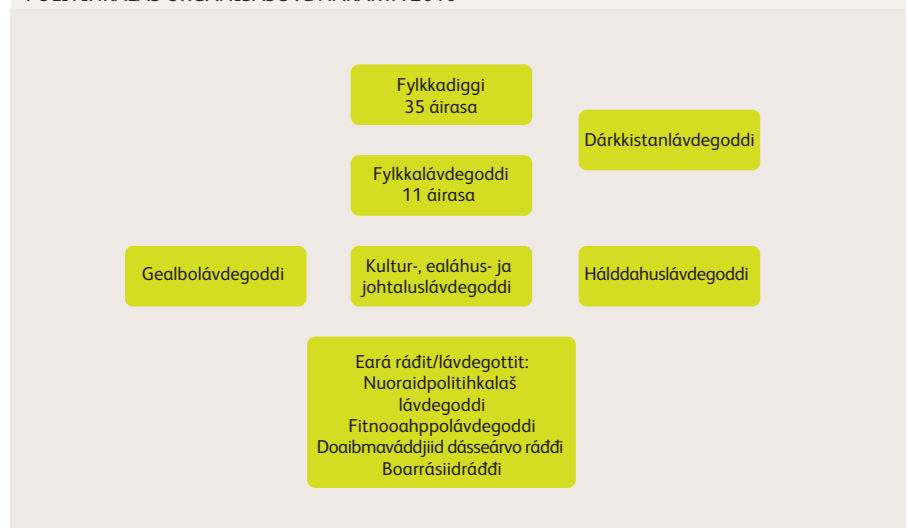 Fylkkadiggi
35 áirasa
Dárkkistanlávdegoddi
Fylkkalávdegoddi
11 áirasa
Gealbolávdegoddi
Kultur-, ealáhus- ja
johtaluslávdegoddi
Hálddahuslávdegoddi
Eará ráđit/lávdegottit:
Nuoraidpolitihkalaš
lávdegoddi
Fitnooahppolávdegoddi
Doaibmaváddjiid dásseárvo ráđđi
Boarrásiidráđđi